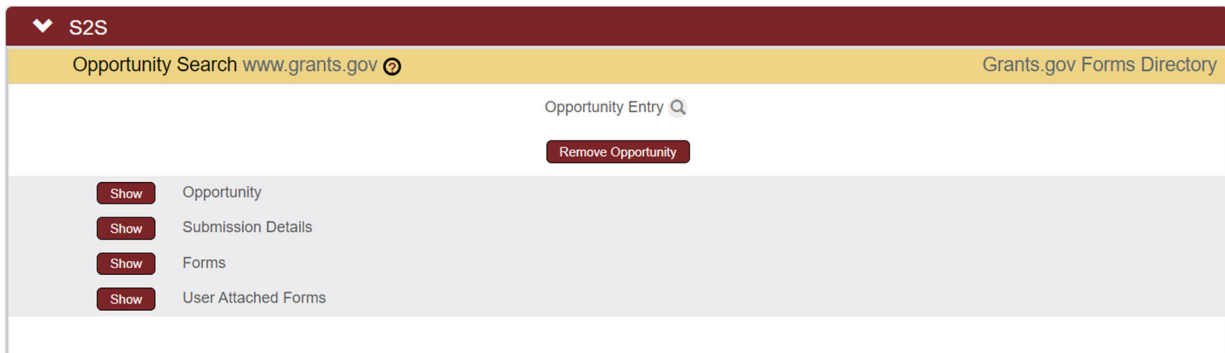 S2S
Opportunity Search www.grants.gov ? Grants.gov Forms Directory
Opportunity Entry
Remove Opportunity
Show Opportunity
Show Submission Details
Show Forms
Show User Attached Forms